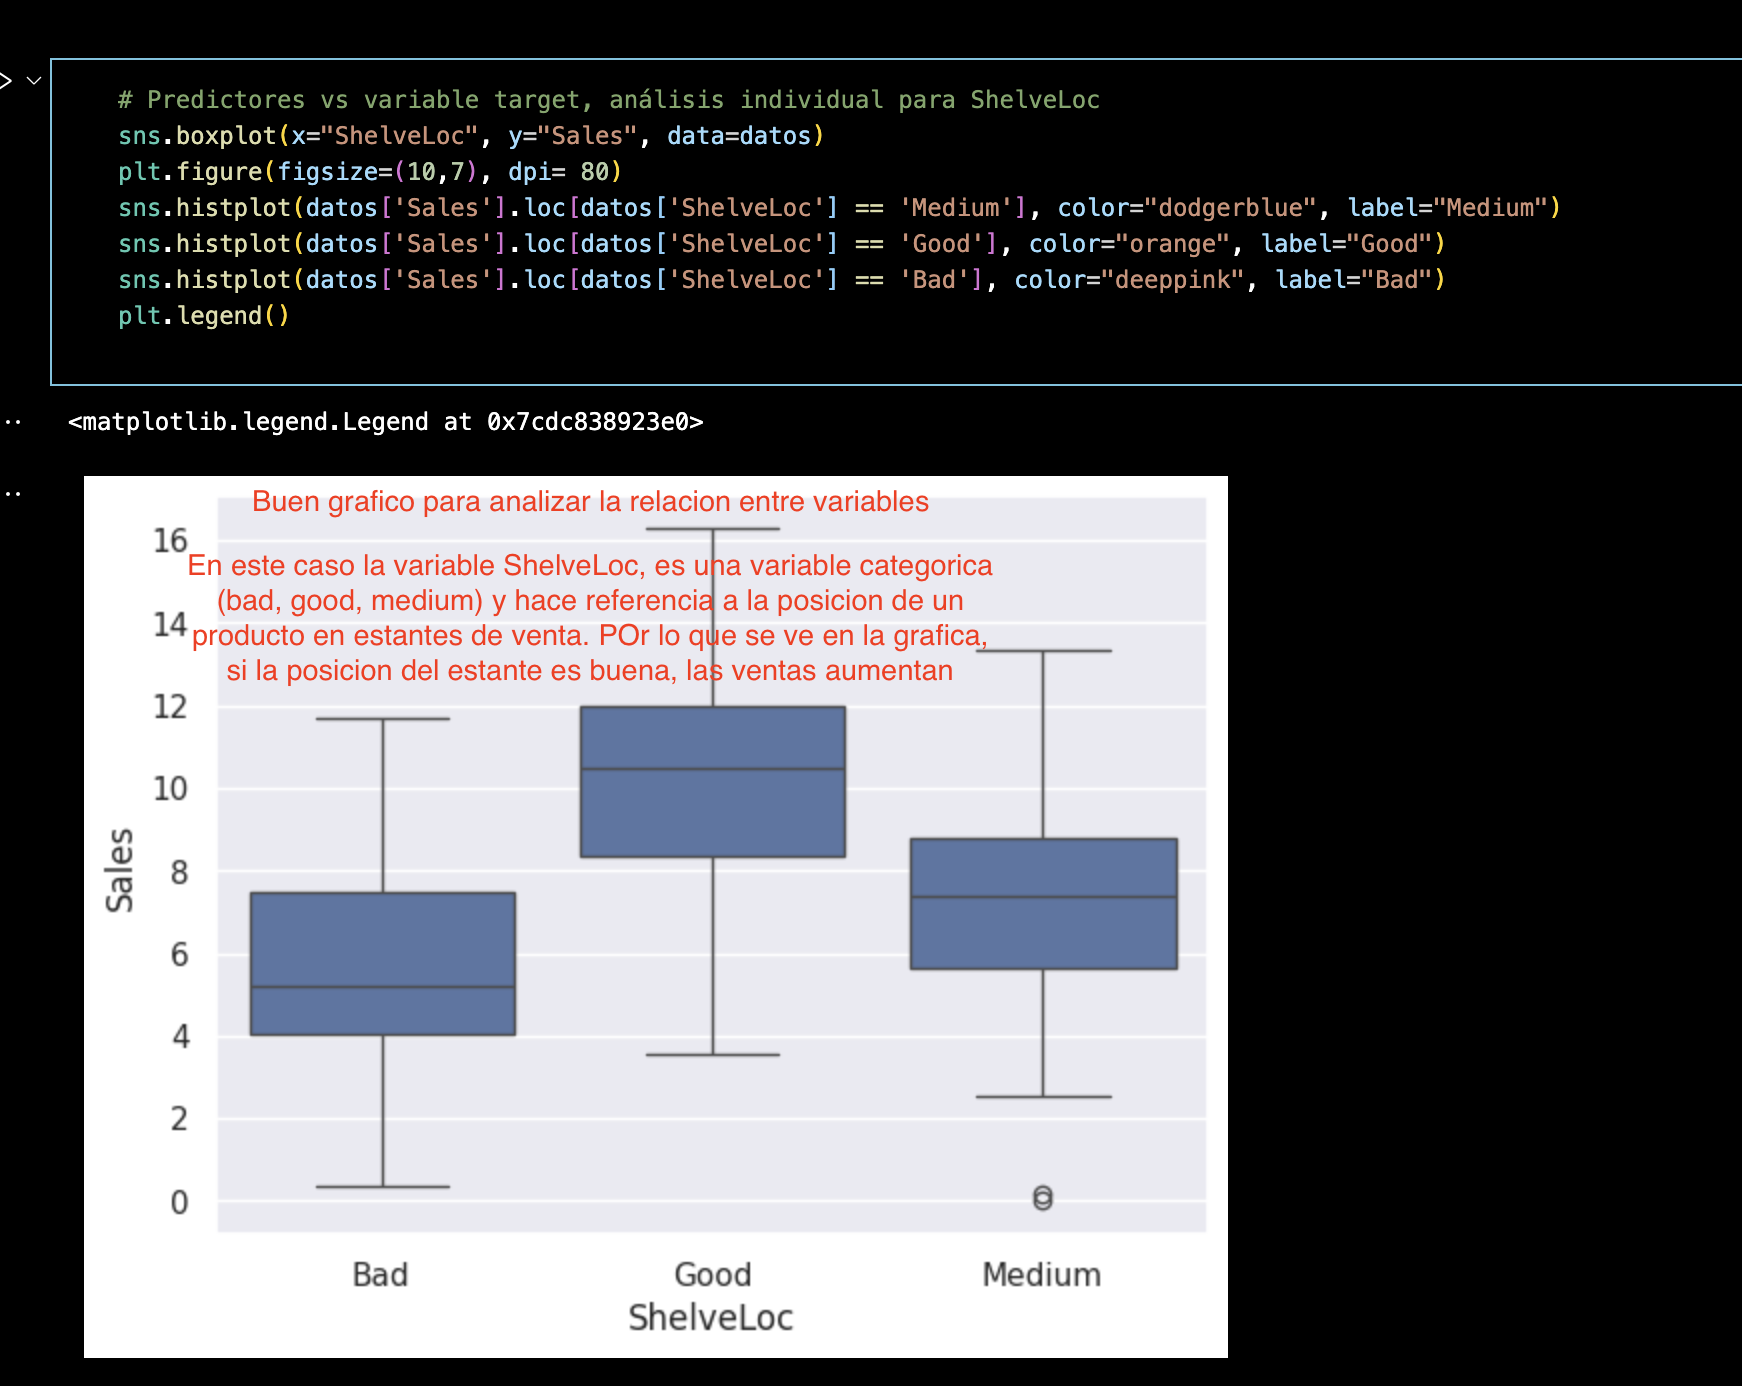 # Predictores vs variable target, análisis individual para ShelveLoc
sns.boxplot(x="ShelveLoc", y="Sales", data=datos)
plt.figure(figsize=(10,7), dpi= 80)
sns.histplot(datos['Sales'].loc[datos['ShelveLoc'] == 'Medium'], color="dodgerblue", label="Medium")
sns.histplot(datos['Sales'].loc[datos['ShelveLoc'] == 'Good'], color="orange", label="Good")
sns.histplot(datos['Sales'].loc[datos['ShelveLoc'] == 'Bad'], color="deeppink", label="Bad")
plt.legend()
<matplotlib.legend.Legend at 0x7cdc838923e0>
Buen grafico para analizar la relacion entre variables
En este caso la variable ShelveLoc, es una variable categorica
(bad, good, medium) y hace referencia a la posicion de un
producto en estantes de venta. POr lo que se ve en la grafica,
si la posicion del estante es buena, las ventas aumentan
16
14
12
10
8
6
4
2
0
Sales
Bad Good Medium
ShelveLoc